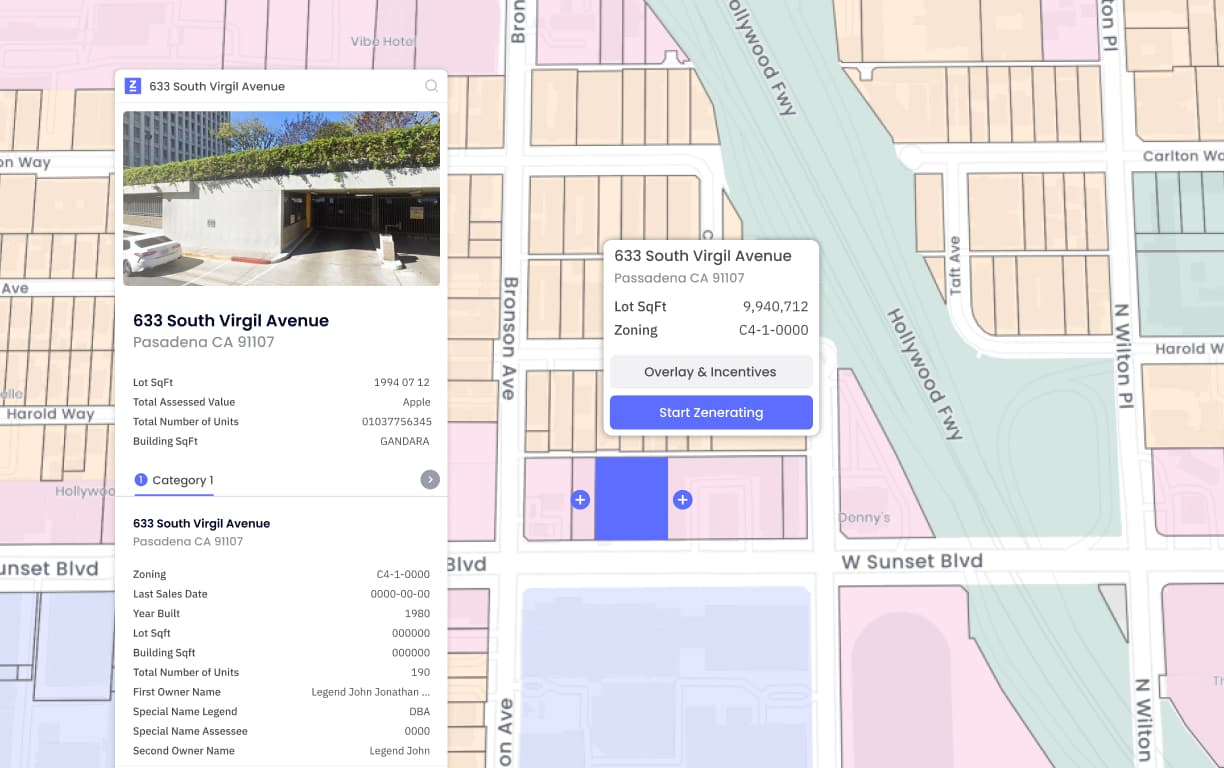 Vibe Hotel
Z 633 South Virgil Avenue
633 South Virgil Avenue
Pasadena CA 91107
Lot SqFt 1994 07 12
Total Assessed Value Apple
Total Number of Units 01037756345
Building SqFt GANDARA
1 Category 1
633 South Virgil Avenue
Pasadena CA 91107
Zoning C4-1-0000
Last Sales Date 0000-00-00
Year Built 1980
Lot Sqft 000000
Building Sqft 000000
Total Number of Units 190
First Owner Name Legend John Jonathan ...
Special Name Legend DBA
Special Name Assessee 0000
Second Owner Name Legend John
633 South Virgil Avenue
Passadena CA 91107
Lot SqFt 9,940,712
Zoning C4-1-0000
Overlay & Incentives
Start Zenerating
on Way
Ave
elle
Harold Way
Hollywoo
unset Blvd
Bron
Bronson Ave
Blvd
on Ave
ollywood Fwy
Hollywood Fwy
ton Pl
Carlton Wa
Taft Ave
N Wilton Pl
Harold W
Denny's
W Sunset Blvd
N Wilton
Th